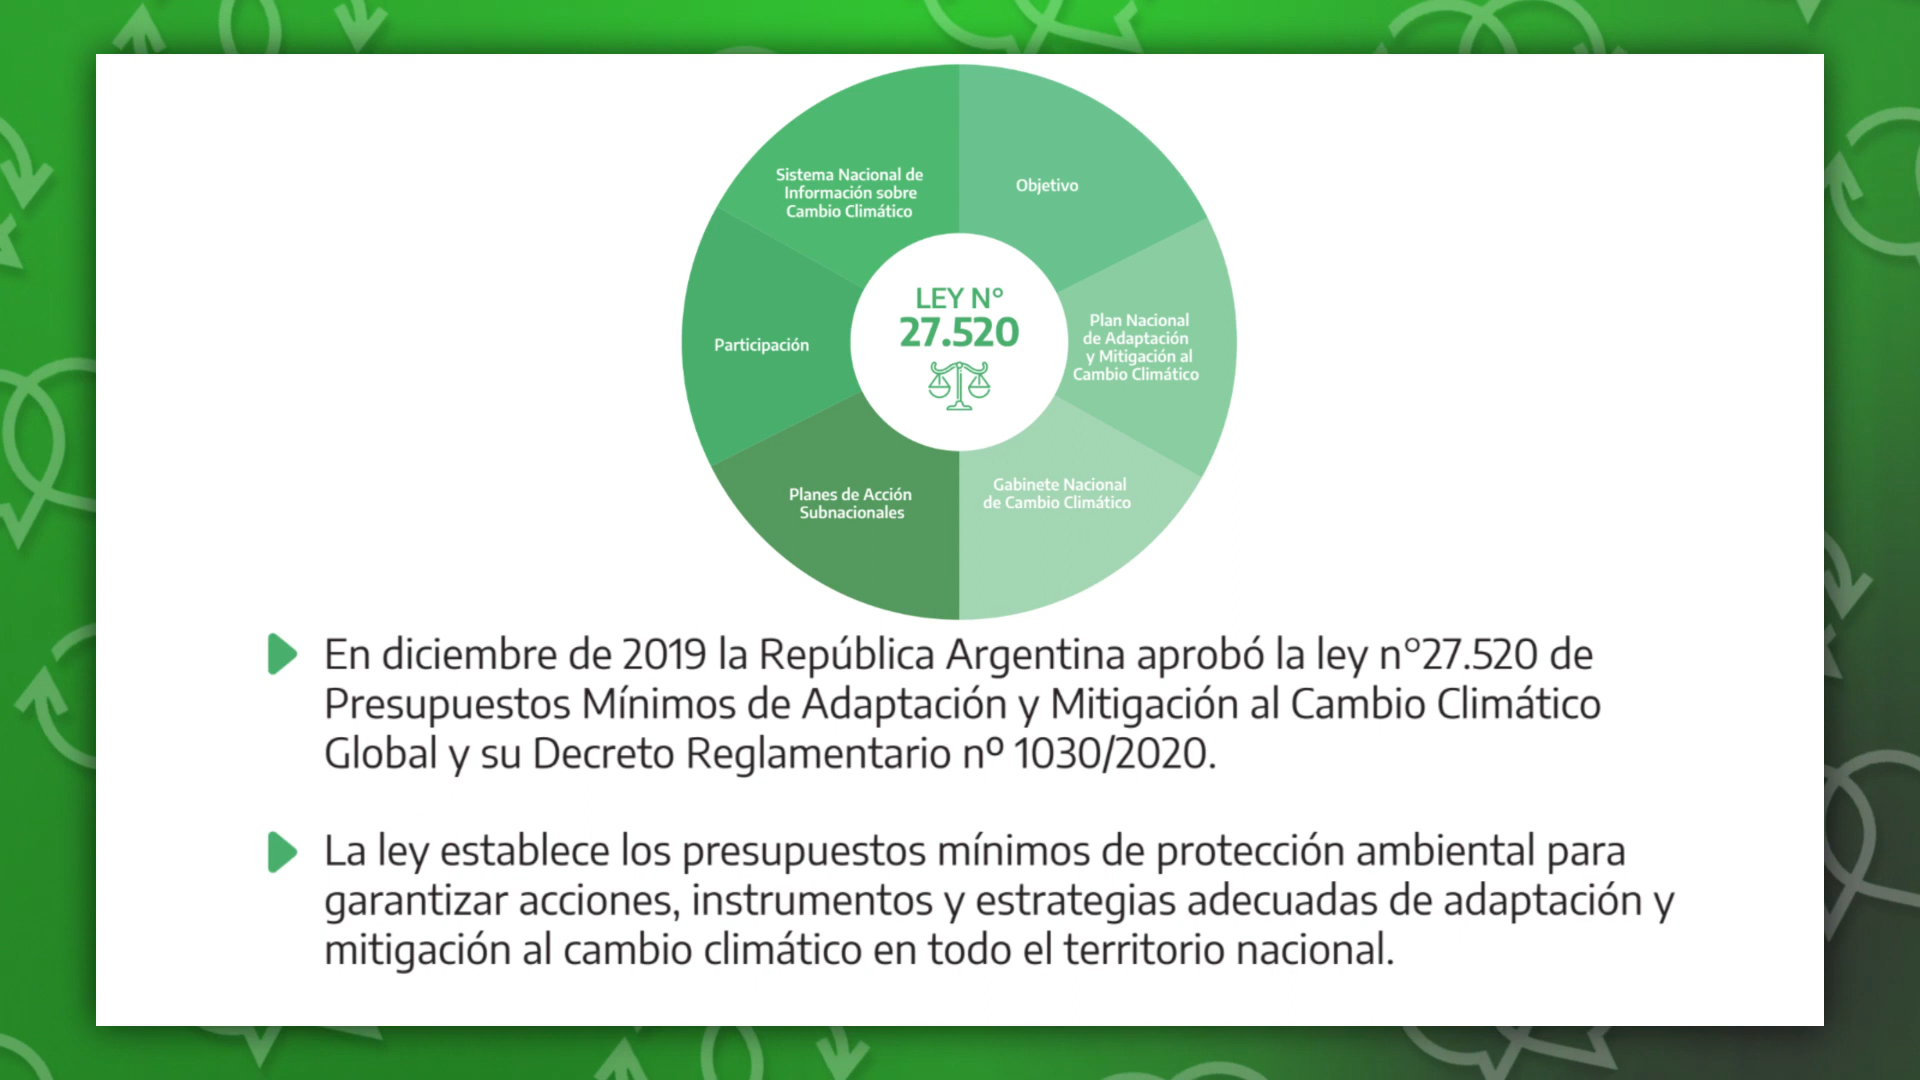 Sistema Nacional de
Información sobre
Cambio Climático
Objetivo
LEY N°
27.520
Participación
Plan Nacional
de Adaptación
y Mitigación al
Cambio Climático
Planes de Acción
Subnacionales
Gabinete Nacional
de Cambio Climático
En diciembre de 2019 la República Argentina aprobó la ley n°27.520 de
Presupuestos Mínimos de Adaptación y Mitigación al Cambio Climático
Global y su Decreto Reglamentario nº 1030/2020.
La ley establece los presupuestos mínimos de protección ambiental para
garantizar acciones, instrumentos y estrategias adecuadas de adaptación y
mitigación al cambio climático en todo el territorio nacional.